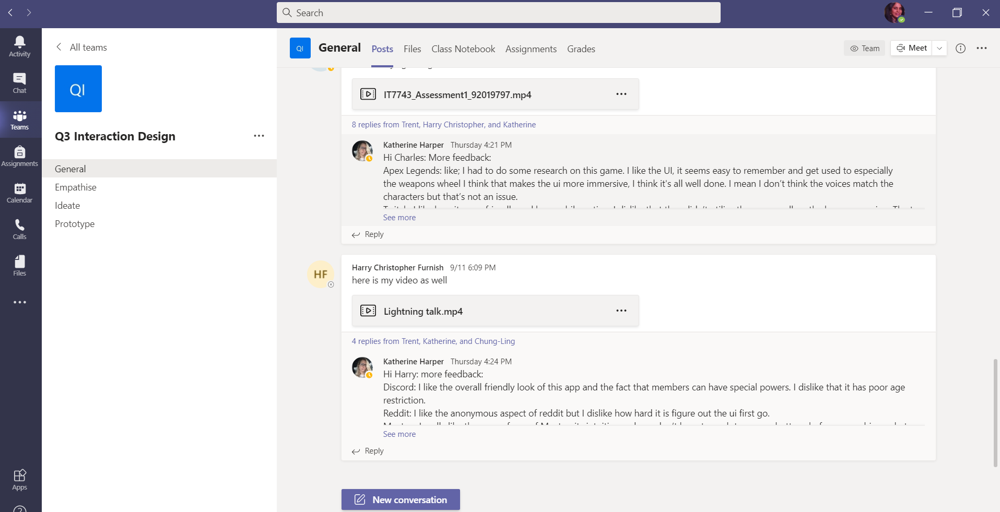 Search
Activity
Chat
Teams
Assignments
Calendar
Calls
Files
Apps
All teams
QI
Q3 Interaction Design
General
Empathise
Ideate
Prototype
QI
General
Posts
Files
Class Notebook
Assignments
Grades
Team
Meet
IT7743_Assessment1_92019797.mp4
8 replies from Trent, Harry Christopher, and Katherine
Katherine Harper Thursday 4:21 PM
Hi Charles: More feedback:
Apex Legends: like; I had to do some research on this game. I like the UI, it seems easy to remember and get used to especially
the weapons wheel I think that makes the ui more immersive, I think it's all well done. I mean I don’t think the voices match the
characters but that’s not an issue.
See more
Reply
HF
Harry Christopher Furnish 9/11 6:09 PM
here is my video as well
Lightning talk.mp4
4 replies from Trent, Katherine, and Chung-Ling
Katherine Harper Thursday 4:24 PM
Hi Harry: more feedback:
Discord: I like the overall friendly look of this app and the fact that members can have special powers. I dislike that it has poor age
restriction.
Reddit: I like the anonymous aspect of reddit but I dislike how hard it is figure out the ui first go.
See more
Reply
New conversation